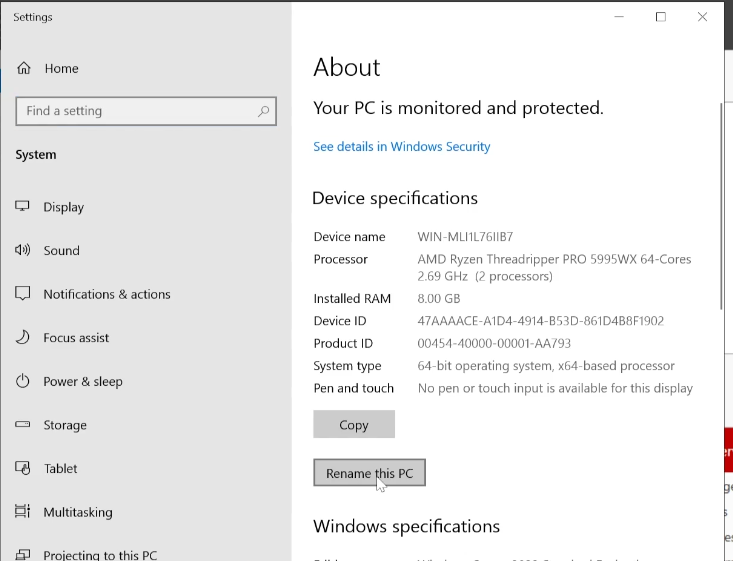 Settings
Home
Find a setting
System
Display
Sound
Notifications & actions
Focus assist
Power & sleep
Storage
Tablet
Multitasking
Projecting to this PC
About
Your PC is monitored and protected.
See details in Windows Security
Device specifications
Device name WIN-MLI1L76IIB7
Processor AMD Ryzen Threadripper PRO 5995WX 64-Cores
2.69 GHz (2 processors)
Installed RAM 8.00 GB
Device ID 47AAAACE-A1D4-4914-B53D-861D4B8F1902
Product ID 00454-40000-00001-AA793
System type 64-bit operating system, x64-based processor
Pen and touch No pen or touch input is available for this display
Copy
Rename this PC
Windows specifications